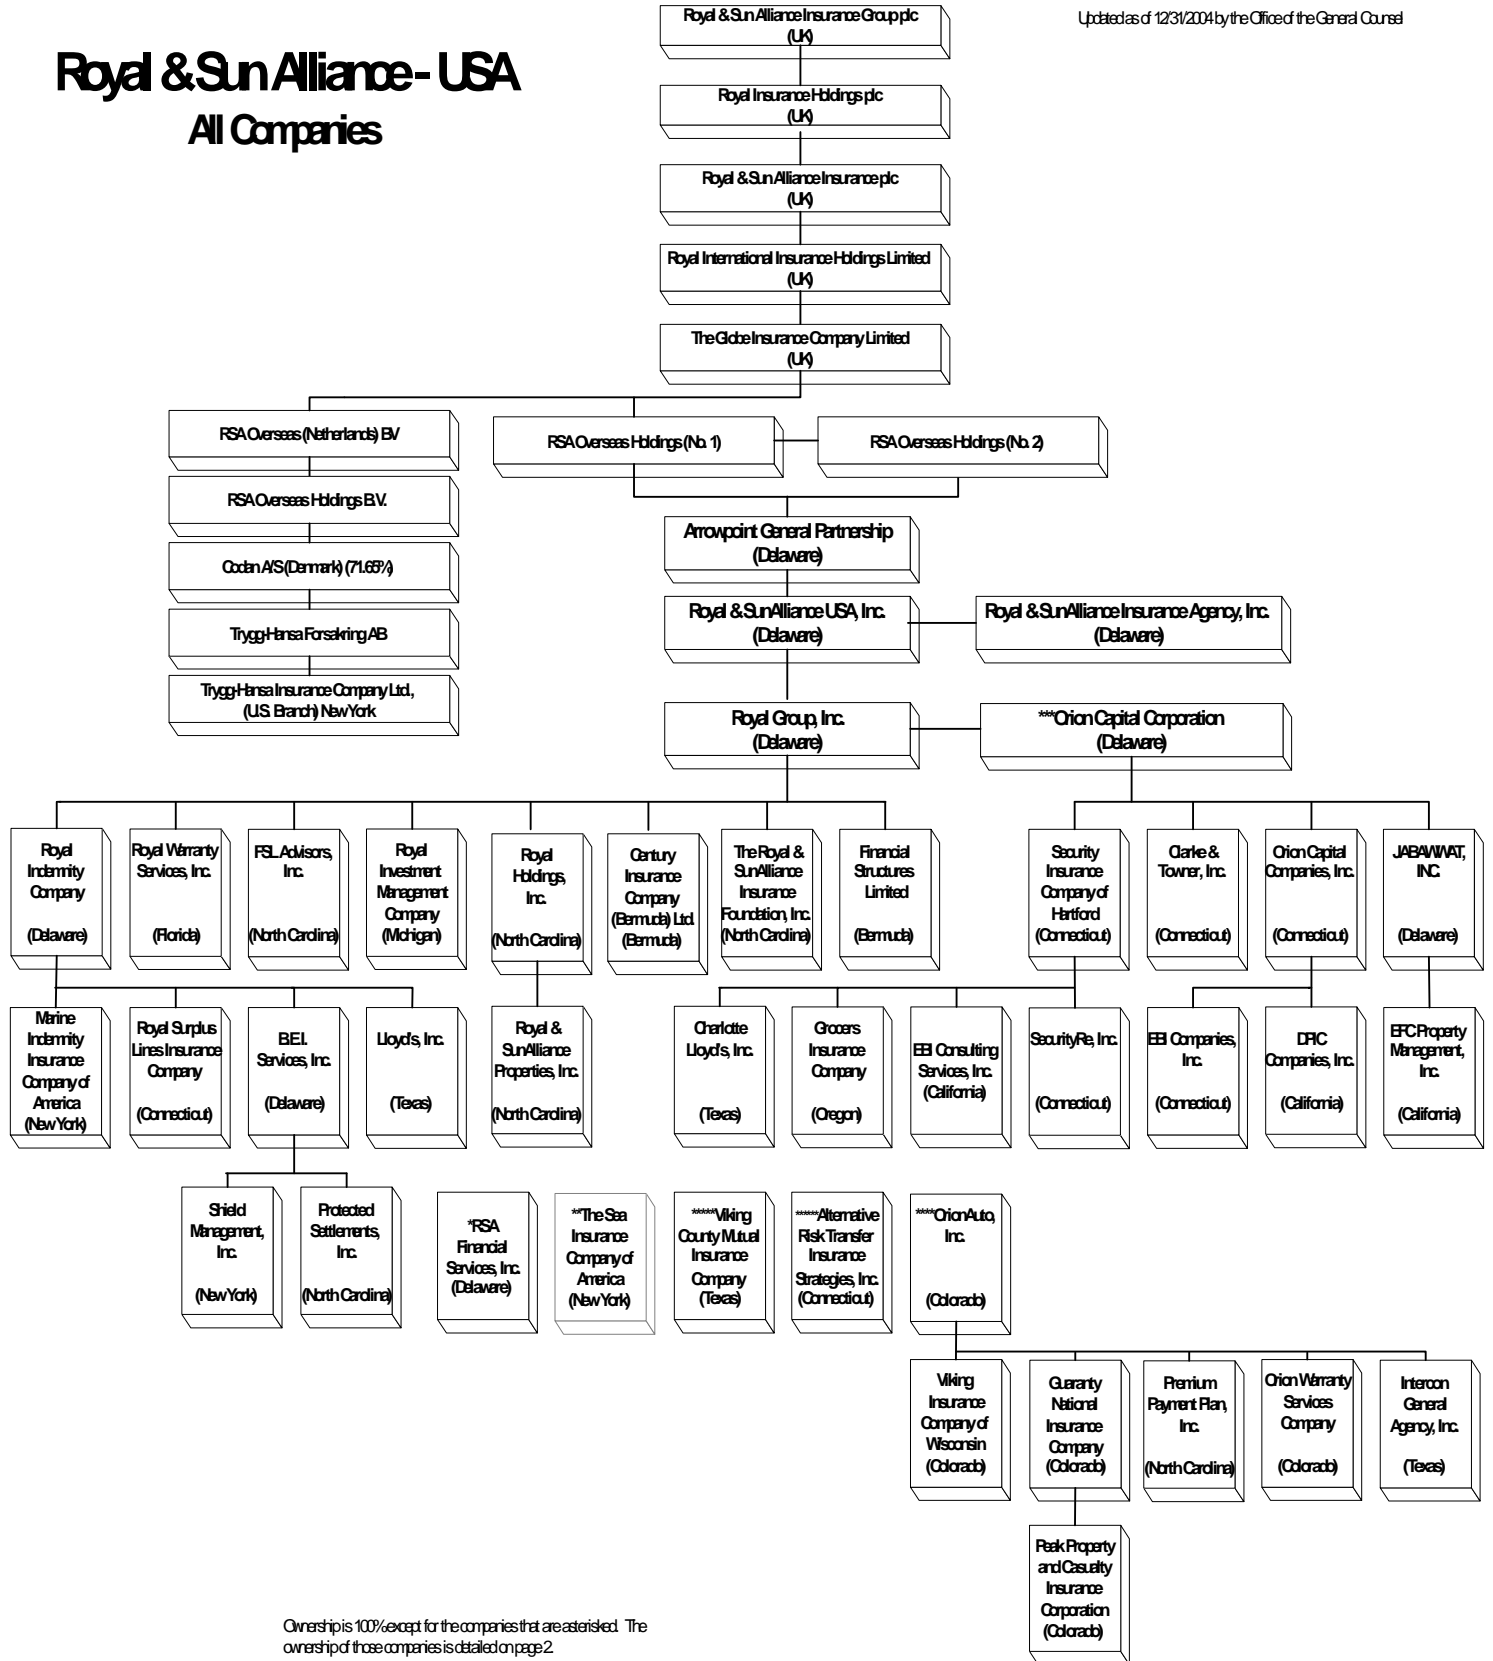 Royal & Sun Alliance - USA
All Companies
Updated as of 12/31/2004 by the Office of the General Counsel
Royal & Sun Alliance Insurance Group plc
(UK)
Royal Insurance Holdings plc
(UK)
Royal & Sun Alliance Insurance plc
(UK)
Royal International Insurance Holdings Limited
(UK)
The Globe Insurance Company Limited
(UK)
RSA Overseas (Netherlands) BV
RSA Overseas Holdings (No. 1)
RSA Overseas Holdings (No. 2)
RSA Overseas Holdings B.V.
Codan A/S (Denmark) (71.65%)
Trygg-Hansa Forsakring AB
Trygg-Hansa Insurance Company Ltd.,
(U.S. Branch) New York
Arrowpoint General Partnership
(Delaware)
Royal & SunAlliance USA, Inc.
(Delaware)
Royal & SunAlliance Insurance Agency, Inc.
(Delaware)
Royal Group, Inc.
(Delaware)
***Orion Capital Corporation
(Delaware)
Royal
Indemnity
Company
(Delaware)
Royal Warranty
Services, Inc.
(Florida)
FSL Advisors,
Inc.
(North Carolina)
Royal
Investment
Management
Company
(Michigan)
Royal
Holdings,
Inc.
(North Carolina)
Century
Insurance
Company
(Bermuda) Ltd.
(Bermuda)
The Royal &
SunAlliance
Insurance
Foundation, Inc.
(North Carolina)
Financial
Structures
Limited
(Bermuda)
Security
Insurance
Company of
Hartford
(Connecticut)
Clarke &
Towner, Inc.
(Connecticut)
Orion Capital
Companies, Inc.
(Connecticut)
JABAWWAT,
INC.
(Delaware)
Marine
Indemnity
Insurance
Company of
America
(New York)
Royal Surplus
Lines Insurance
Company
(Connecticut)
B.E.I.
Services, Inc.
(Delaware)
Lloyd's, Inc.
(Texas)
Royal &
SunAlliance
Properties, Inc.
(North Carolina)
Charlotte
Lloyd's, Inc.
(Texas)
Grocers
Insurance
Company
(Oregon)
EBI Consulting
Services, Inc.
(California)
SecurityRe, Inc.
(Connecticut)
EBI Companies,
Inc.
(Connecticut)
DPIC
Companies, Inc.
(California)
EFC Property
Management,
Inc.
(California)
Shield
Management,
Inc.
(New York)
Protected
Settlements,
Inc.
(North Carolina)
*RSA
Financial
Services, Inc.
(Delaware)
**The Sea
Insurance
Company of
America
(New York)
*****Viking
County Mutual
Insurance
Company
(Texas)
*****Alternative
Risk Transfer
Insurance
Strategies, Inc.
(Connecticut)
****OrionAuto,
Inc.
(Colorado)
Viking
Insurance
Company of
Wisconsin
(Colorado)
Guaranty
National
Insurance
Company
(Colorado)
Premium
Payment Plan,
Inc.
(North Carolina)
Orion Warranty
Services
Company
(Colorado)
Intercon
General
Agency, Inc.
(Texas)
Peak Property
and Casualty
Insurance
Corporation
(Colorado)
Ownership is 100% except for the companies that are asterisked. The
ownership of those companies is detailed on page 2.